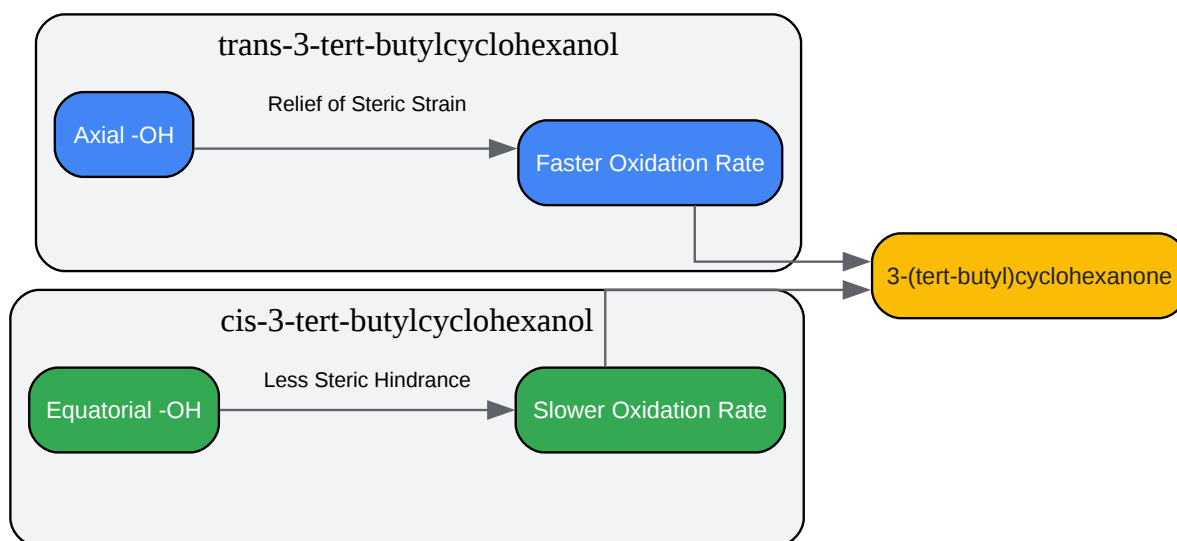 trans-3-tert-butylcyclohexanol
Relief of Steric Strain
Axial -OH
Faster Oxidation Rate
3-(tert-butyl)cyclohexanone
cis-3-tert-butylcyclohexanol
Less Steric Hindrance
Equatorial -OH
Slower Oxidation Rate